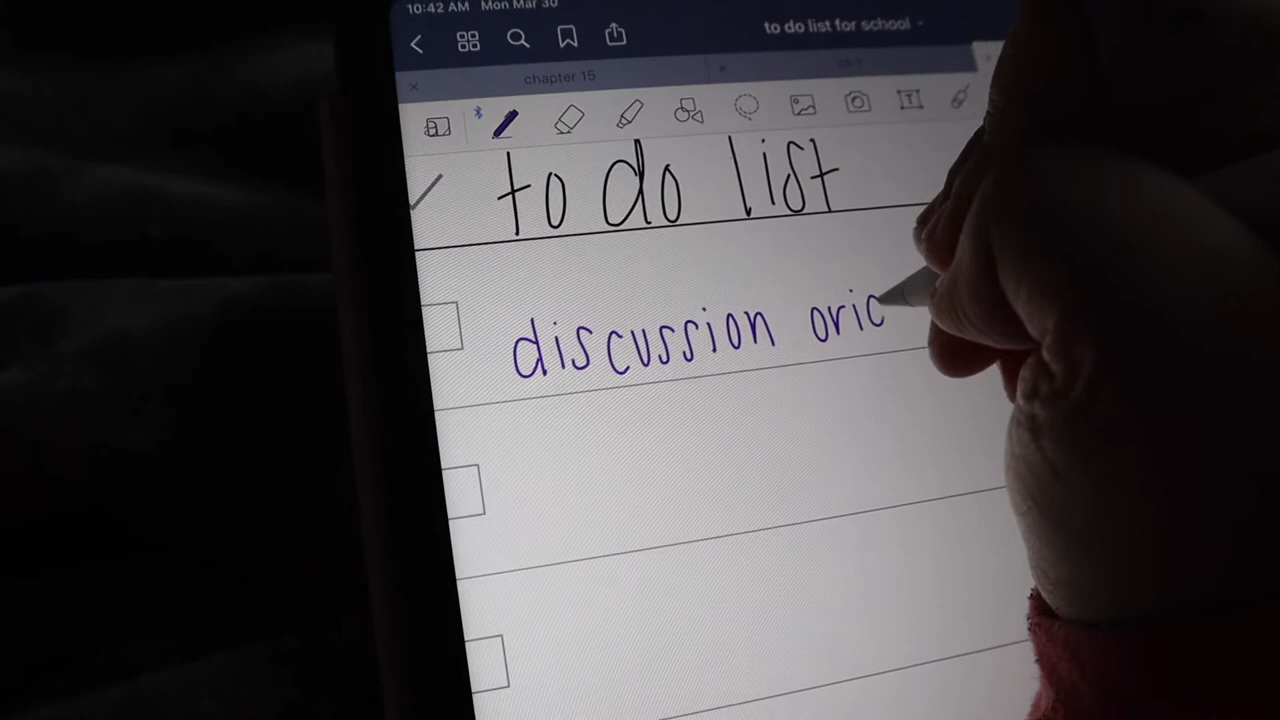 10:42 AM Mon Mar 30
to do list for school
chapter 15
to do list
discussion oric